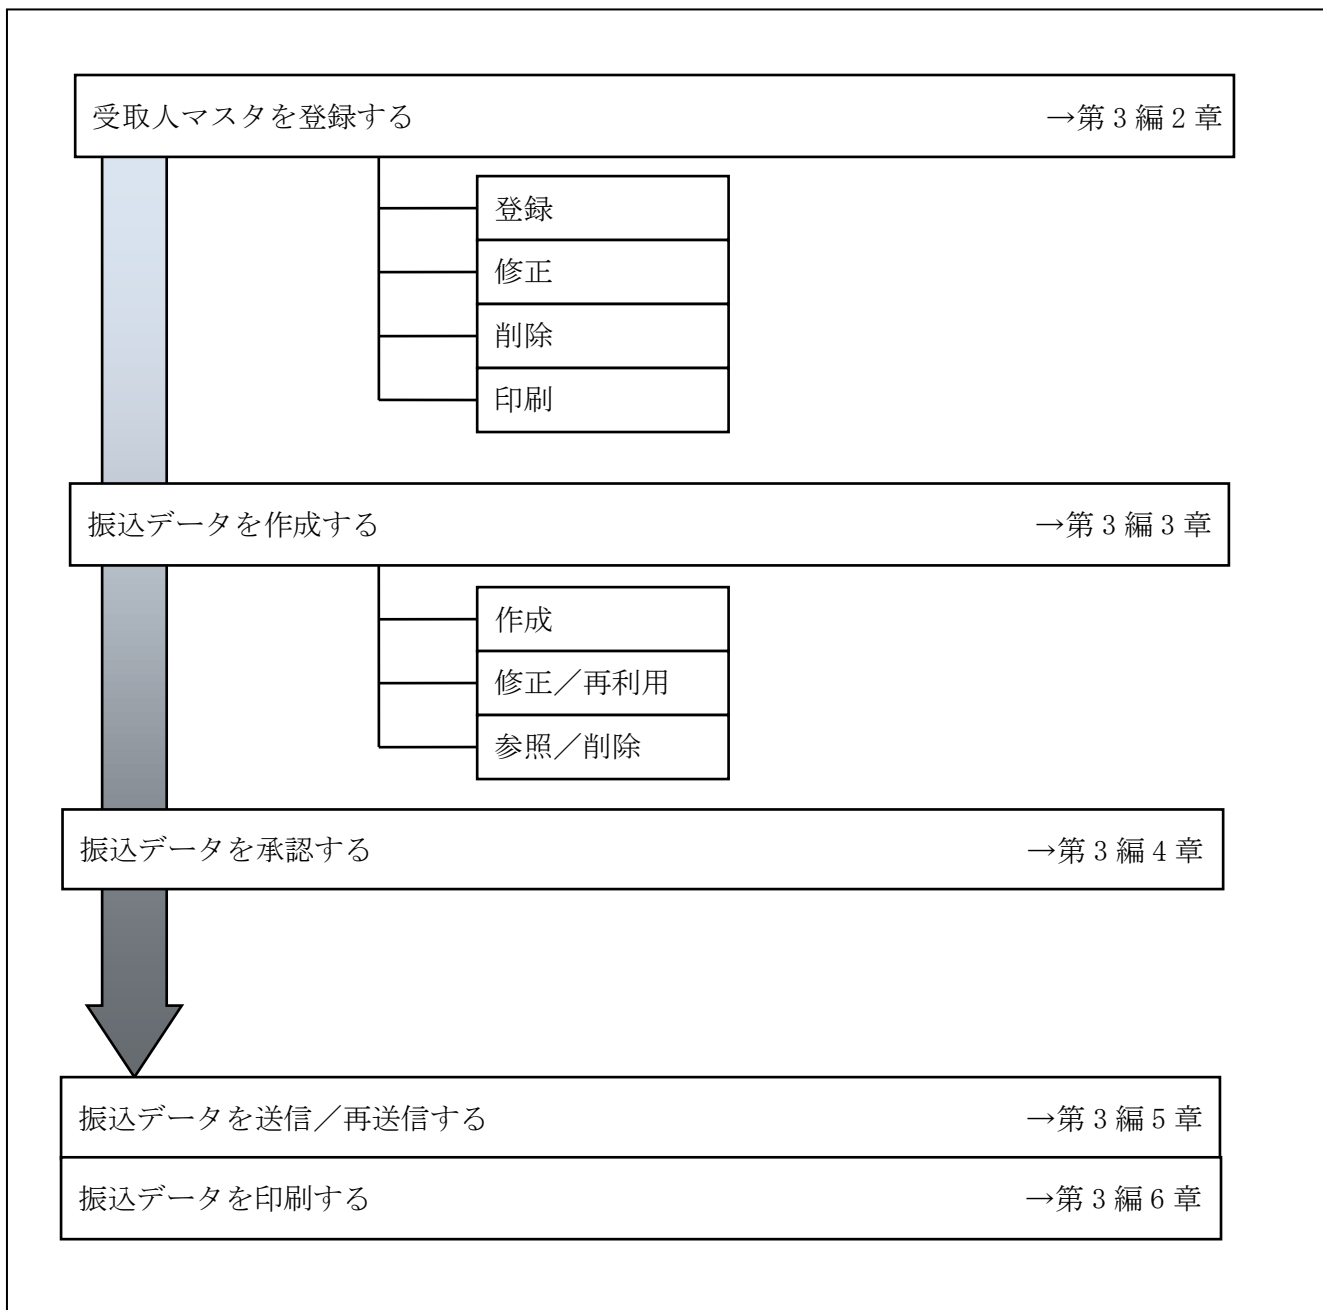 受取人マスタを登録する →第3編2章
登録
修正
削除
印刷
振込データを作成する →第3編3章
作成
修正／再利用
参照／削除
振込データを承認する →第3編4章
振込データを送信／再送信する →第3編5章
振込データを印刷する →第3編6章